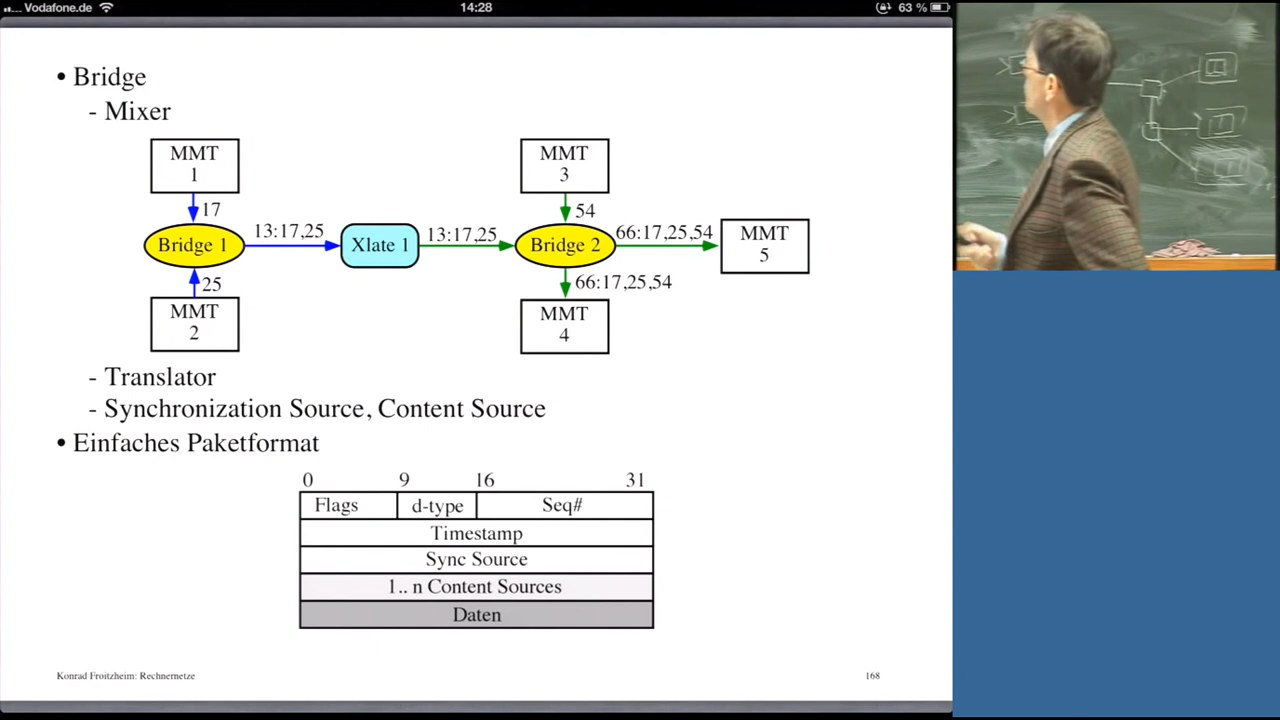 Vodafone.de 14:28 63 %
• Bridge
- Mixer
MMT
1
MMT
3
17
54
Bridge 1
13:17,25
Xlate 1
13:17,25
Bridge 2
66:17,25,54
MMT
5
25
66:17,25,54
MMT
2
MMT
4
- Translator
- Synchronization Source, Content Source
• Einfaches Paketformat
0 9 16 31
Flags d-type Seq#
Timestamp
Sync Source
1.. n Content Sources
Daten
Konrad Froitzheim: Rechnernetze 168